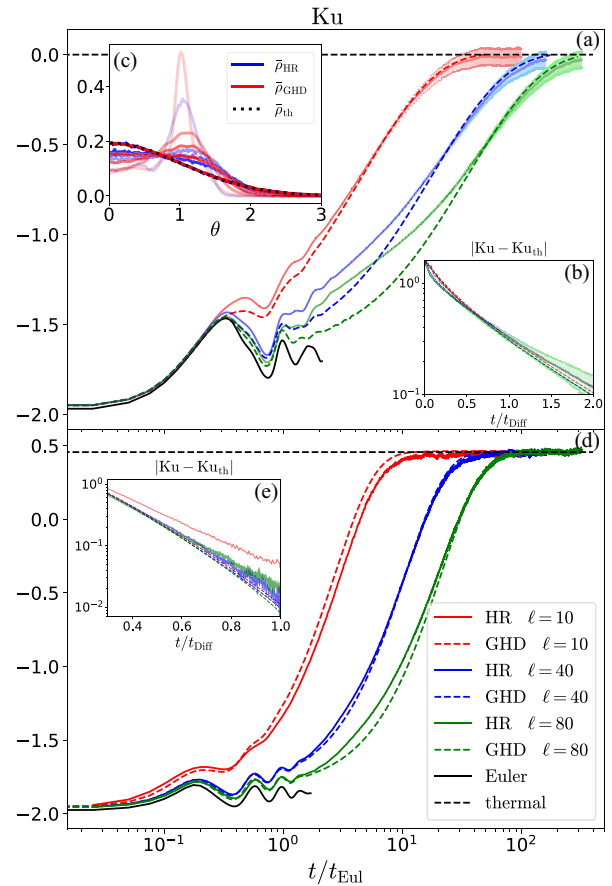 Ku
(a)
0.0
−0.5
−1.0
−1.5
−2.0
(c)
0.4
0.2
0.0
0 1 2 3
θ
ρ̄HR
ρ̄GHD
ρ̄th
|Ku − Kuth|
(b)
10⁰
10⁻¹
0.0 0.5 1.0 1.5 2.0
t/tDiff
(d)
0.5
0.0
−0.5
−1.0
−1.5
−2.0
|Ku − Kuth|
(e)
10⁰
10⁻¹
10⁻²
0.4 0.6 0.8 1.0
t/tDiff
HR ℓ = 10
GHD ℓ = 10
HR ℓ = 40
GHD ℓ = 40
HR ℓ = 80
GHD ℓ = 80
Euler
thermal
10⁻¹ 10⁰ 10¹ 10²
t/tEul